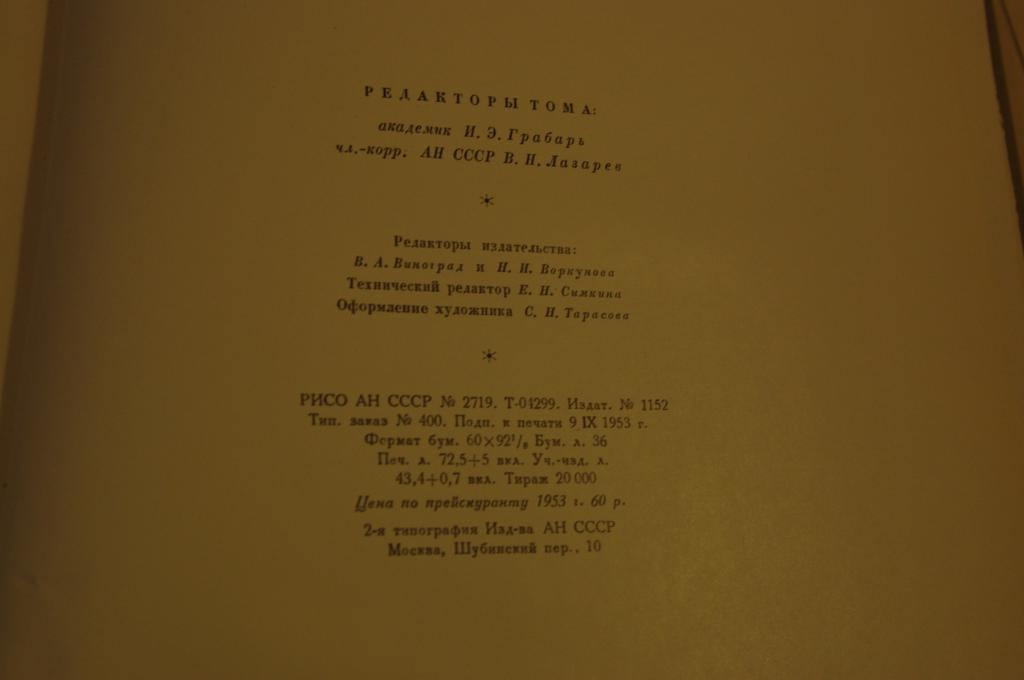 РЕДАКТОРЫ ТОМА:
академик И. Э. Грабарь
чл.-корр. АН СССР В. Н. Лазарев
Редакторы издательства:
В. А. Виноград и Н. И. Воркунова
Технический редактор Е. Н. Симкина
Оформление художника С. Н. Тарасова
РИСО АН СССР № 2719. Т-04299. Издат. № 1152
Тип. заказ № 400. Подп. к печати 9 IX 1953 г.
Формат бум. 60×92¹/₈ Бум. л. 36
Печ. л. 72,5+5 вкл. Уч.-изд. л.
43,4+0,7 вкл. Тираж 20 000
Цена по прейскуранту 1953 г. 60 р.
2-я типография Изд-ва АН СССР
Москва, Шубинский пер., 10